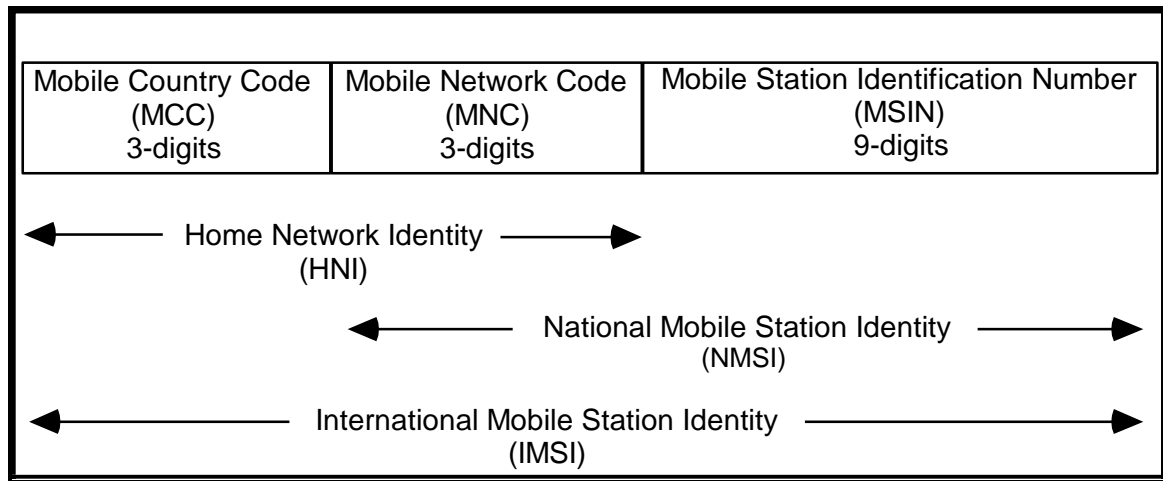 Mobile Country Code
(MCC)
3-digits
Mobile Network Code
(MNC)
3-digits
Mobile Station Identification Number
(MSIN)
9-digits
Home Network Identity
(HNI)
National Mobile Station Identity
(NMSI)
International Mobile Station Identity
(IMSI)